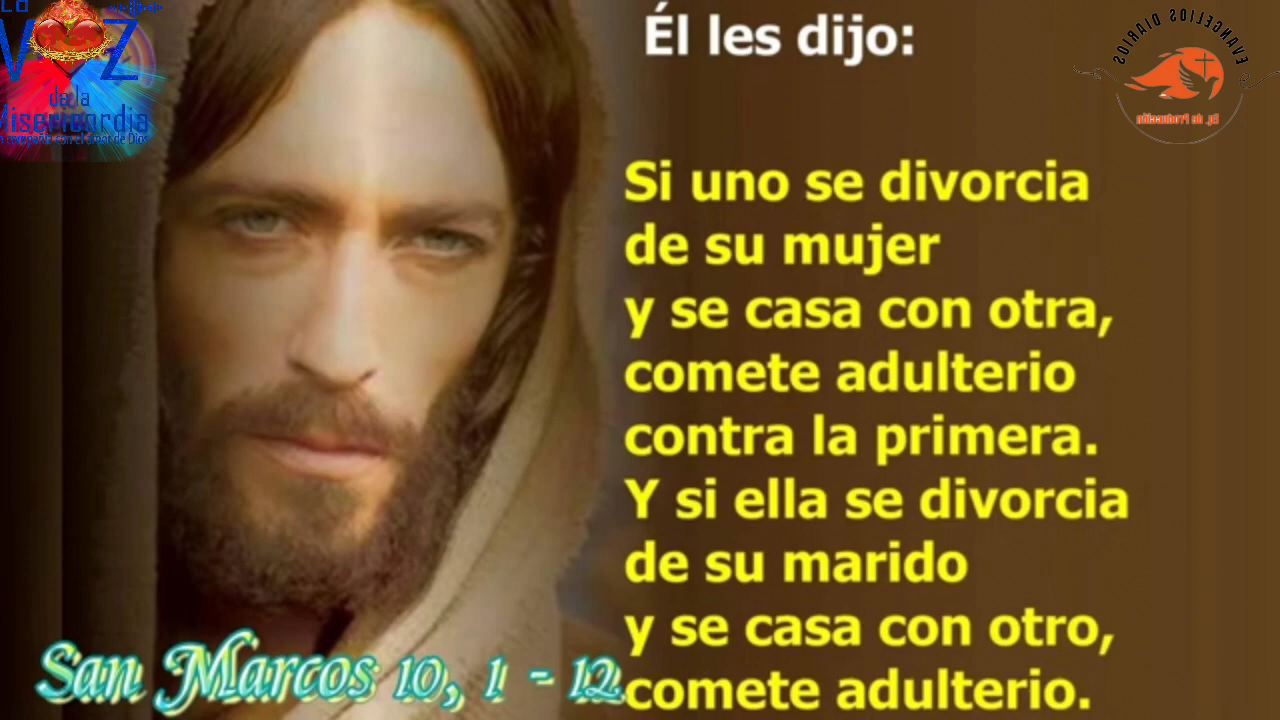 La
VOZ
de la
Misericordia
Él les dijo:
EVANGELIOS DIARIOS
Si uno se divorcia
de su mujer
y se casa con otra,
comete adulterio
contra la primera.
Y si ella se divorcia
de su marido
y se casa con otro,
comete adulterio.
San Marcos 10, 1 - 12